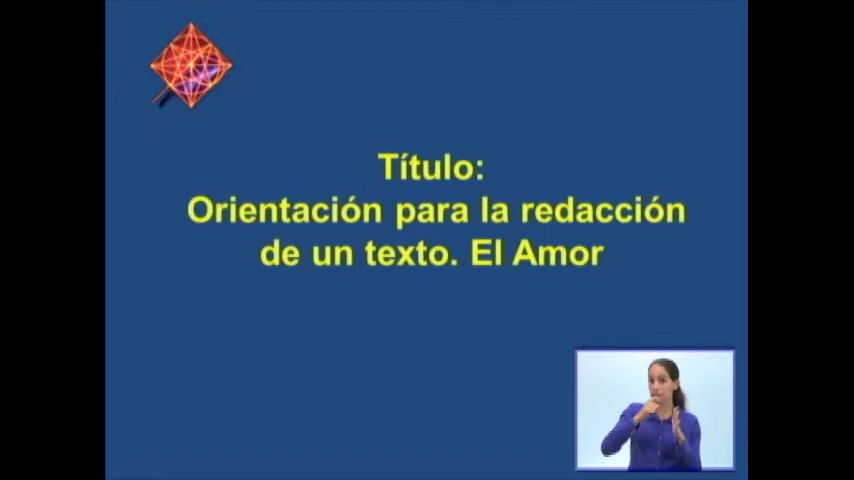 Título:
Orientación para la redacción
de un texto. El Amor